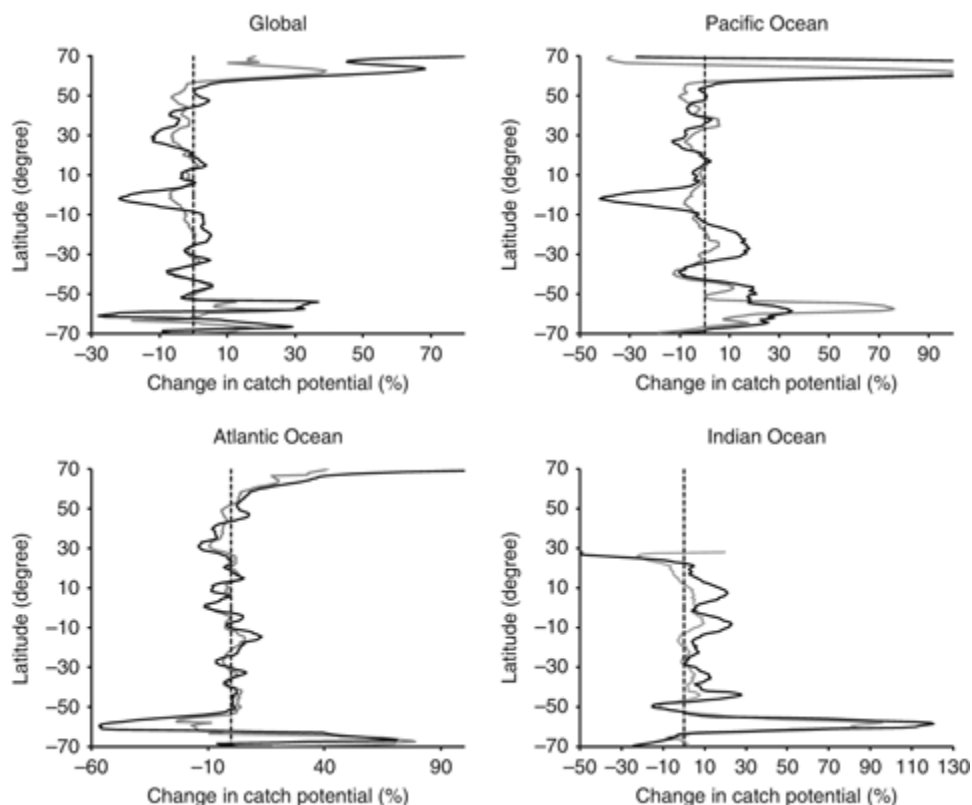 Global
70
50
30
10
−10
−30
−50
−70
Latitude (degree)
−30 −10 10 30 50 70
Change in catch potential (%)
Pacific Ocean
70
50
30
10
−10
−30
−50
−70
Latitude (degree)
−50 −30 −10 10 30 50 70 90
Change in catch potential (%)
Atlantic Ocean
70
50
30
10
−10
−30
−50
−70
Latitude (degree)
−60 −10 40 90
Change in catch potential (%)
Indian Ocean
70
50
30
10
−10
−30
−50
−70
Latitude (degree)
−50 −30 −10 10 30 50 70 90 110 130
Change in catch potential (%)